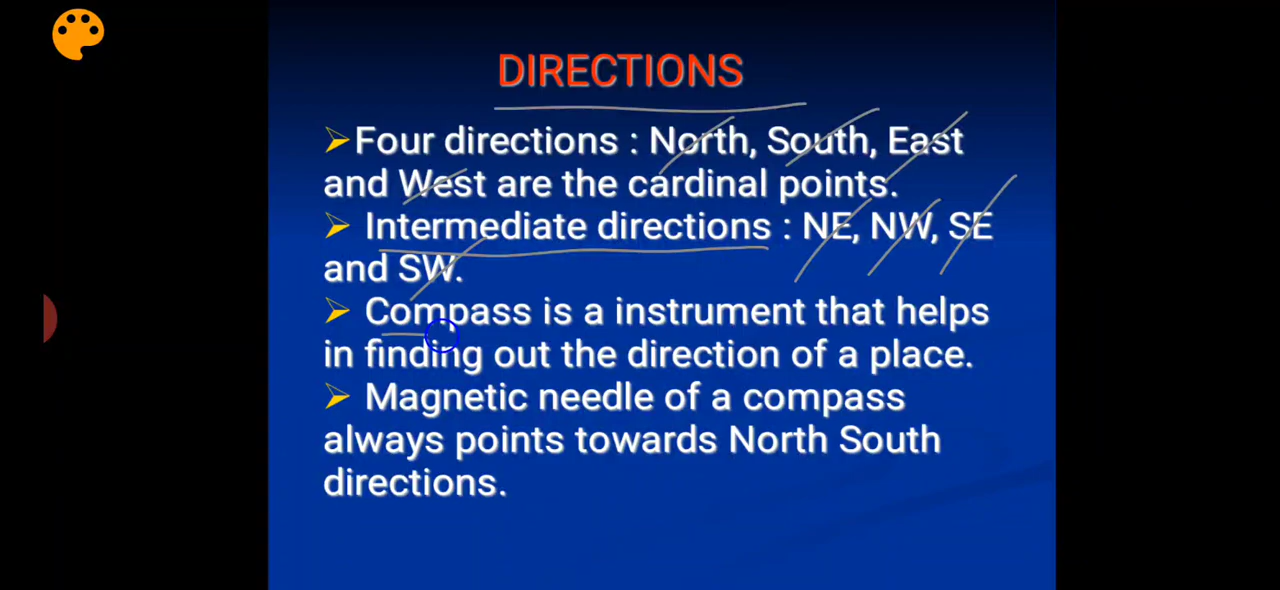 DIRECTIONS
➢Four directions : North, South, East
and West are the cardinal points.
➢ Intermediate directions : NE, NW, SE
and SW.
➢ Compass is a instrument that helps
in finding out the direction of a place.
➢ Magnetic needle of a compass
always points towards North South
directions.